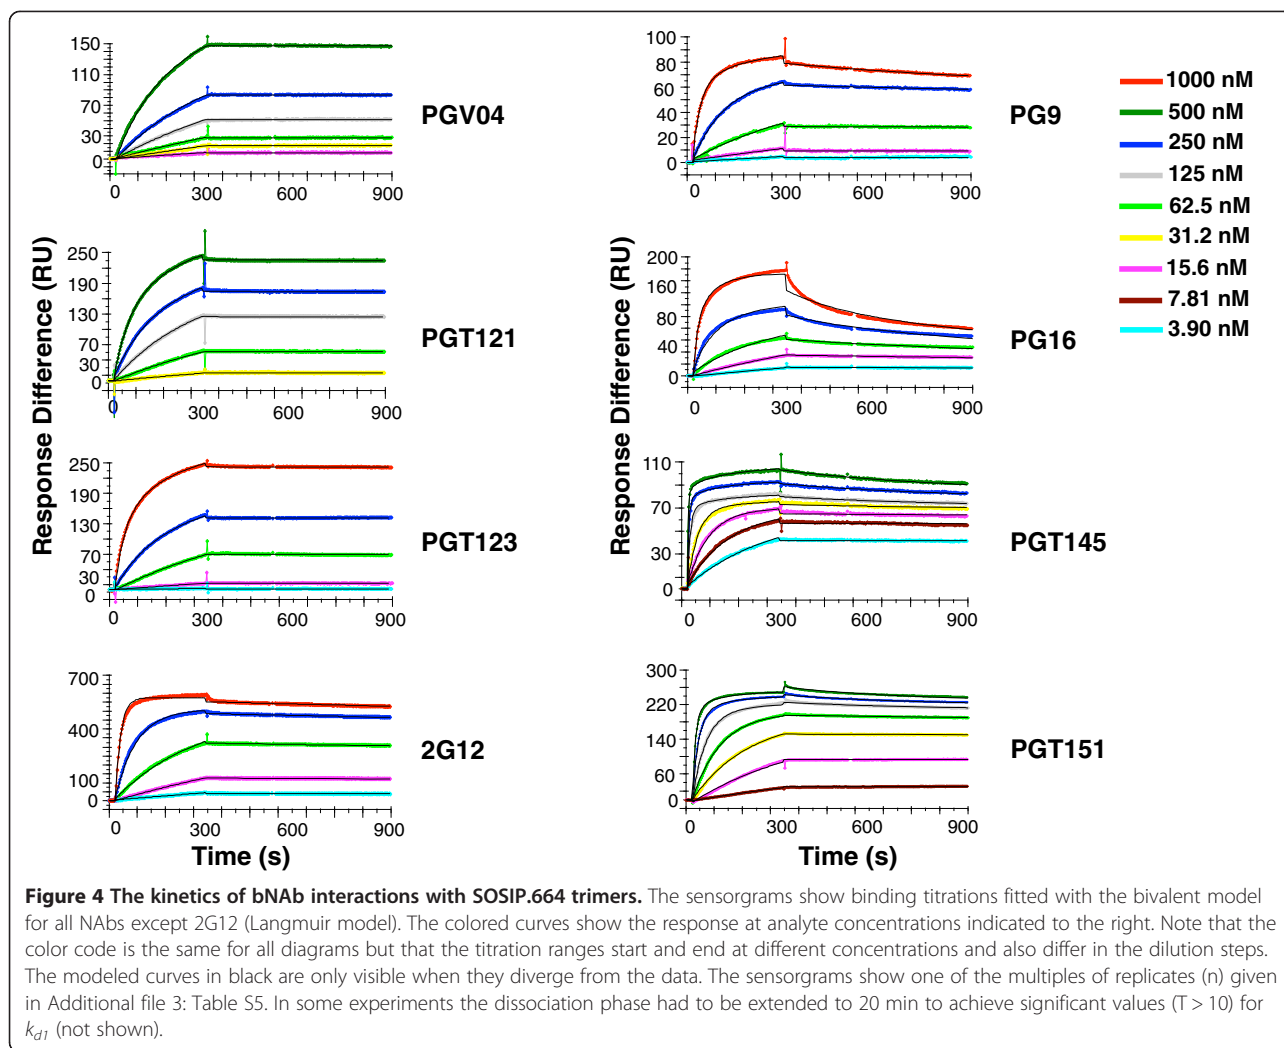 150
110
70
30
0
0
300
600
900
PGV04
100
80
60
40
20
0
0
300
600
900
PG9
1000 nM
500 nM
250 nM
125 nM
62.5 nM
31.2 nM
15.6 nM
7.81 nM
3.90 nM
Response Difference (RU)
250
190
130
70
30
0
0
300
600
900
PGT121
Response Difference (RU)
200
160
80
40
0
0
300
600
900
PG16
250
190
130
70
30
0
0
300
600
900
PGT123
110
70
30
0
0
300
600
900
PGT145
700
400
100
0
0
300
600
900
2G12
Time (s)
300
220
140
60
0
0
300
600
900
PGT151
Time (s)
Figure 4 The kinetics of bNAb interactions with SOSIP.664 trimers. The sensorgrams show binding titrations fitted with the bivalent model
for all NAbs except 2G12 (Langmuir model). The colored curves show the response at analyte concentrations indicated to the right. Note that the
color code is the same for all diagrams but that the titration ranges start and end at different concentrations and also differ in the dilution steps.
The modeled curves in black are only visible when they diverge from the data. The sensorgrams show one of the multiples of replicates (n) given
in Additional file 3: Table S5. In some experiments the dissociation phase had to be extended to 20 min to achieve significant values (T > 10) for
kd1 (not shown).